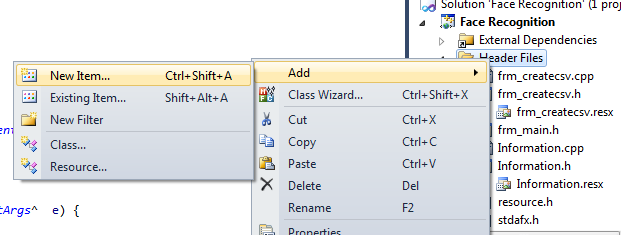 Solution 'Face Recognition' (1 proj
Face Recognition
External Dependencies
Header Files
frm_createcsv.cpp
frm_createcsv.h
frm_createcsv.resx
frm_main.h
Information.cpp
Information.h
Information.resx
resource.h
stdafx.h
Add
Class Wizard... Ctrl+Shift+X
Cut Ctrl+X
Copy Ctrl+C
Paste Ctrl+V
Delete Del
Rename F2
Properties
New Item... Ctrl+Shift+A
Existing Item... Shift+Alt+A
New Filter
Class...
Resource...
ent
tArgs^ e) {